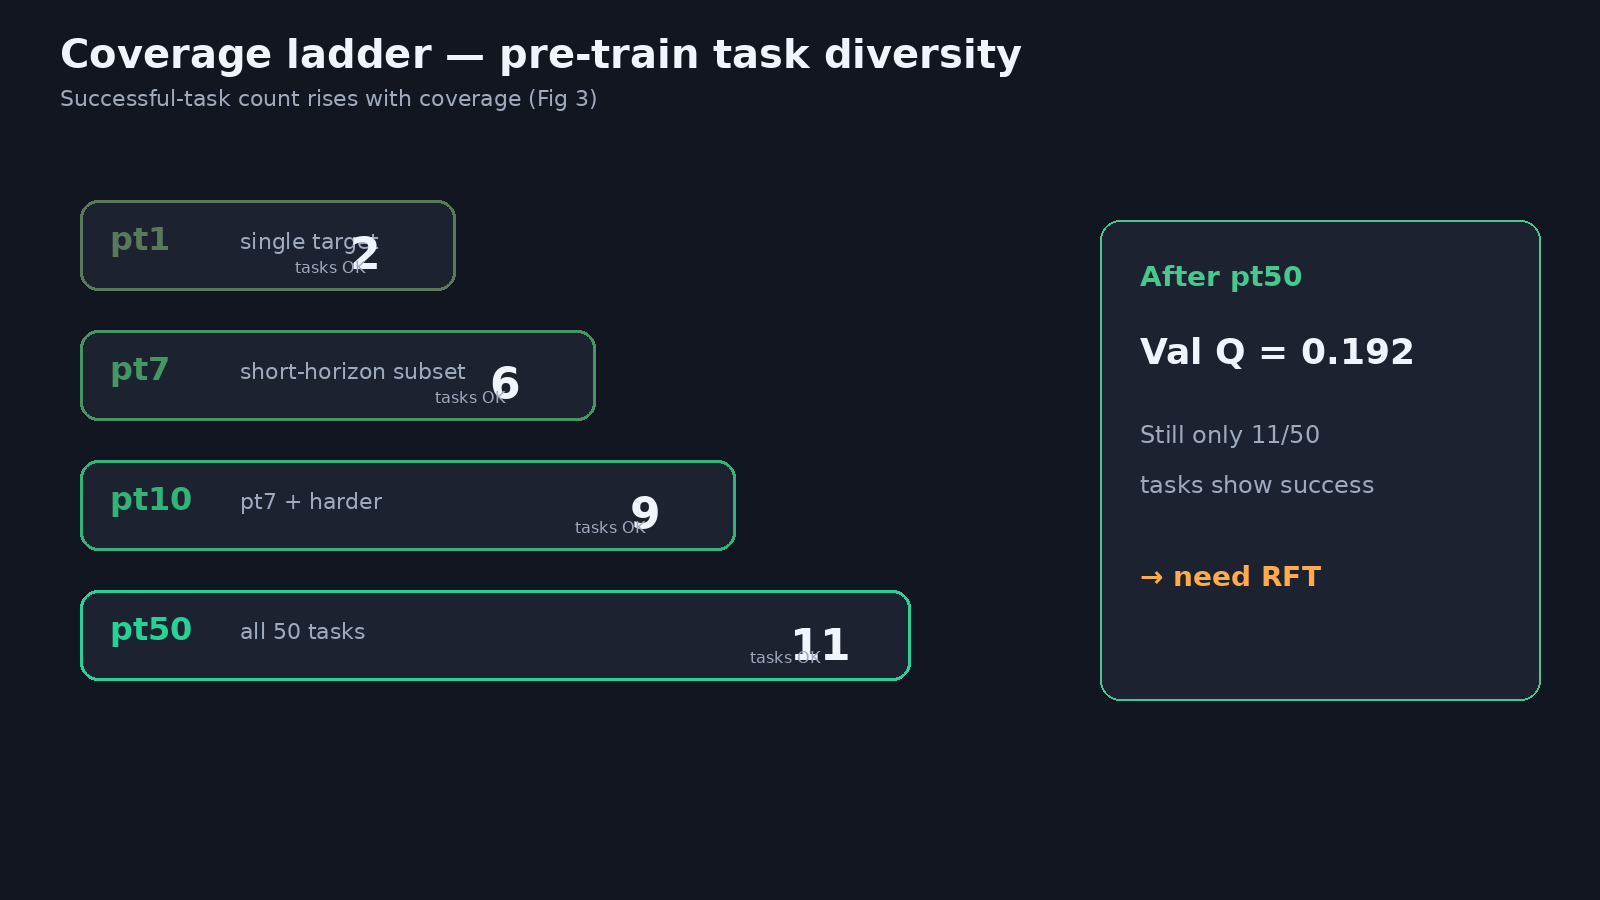 Coverage ladder — pre-train task diversity
Successful-task count rises with coverage (Fig 3)
pt1
single target
2
tasks OK
pt7
short-horizon subset
6
tasks OK
pt10
pt7 + harder
9
tasks OK
pt50
all 50 tasks
11
tasks OK
After pt50
Val Q = 0.192
Still only 11/50
tasks show success
→ need RFT